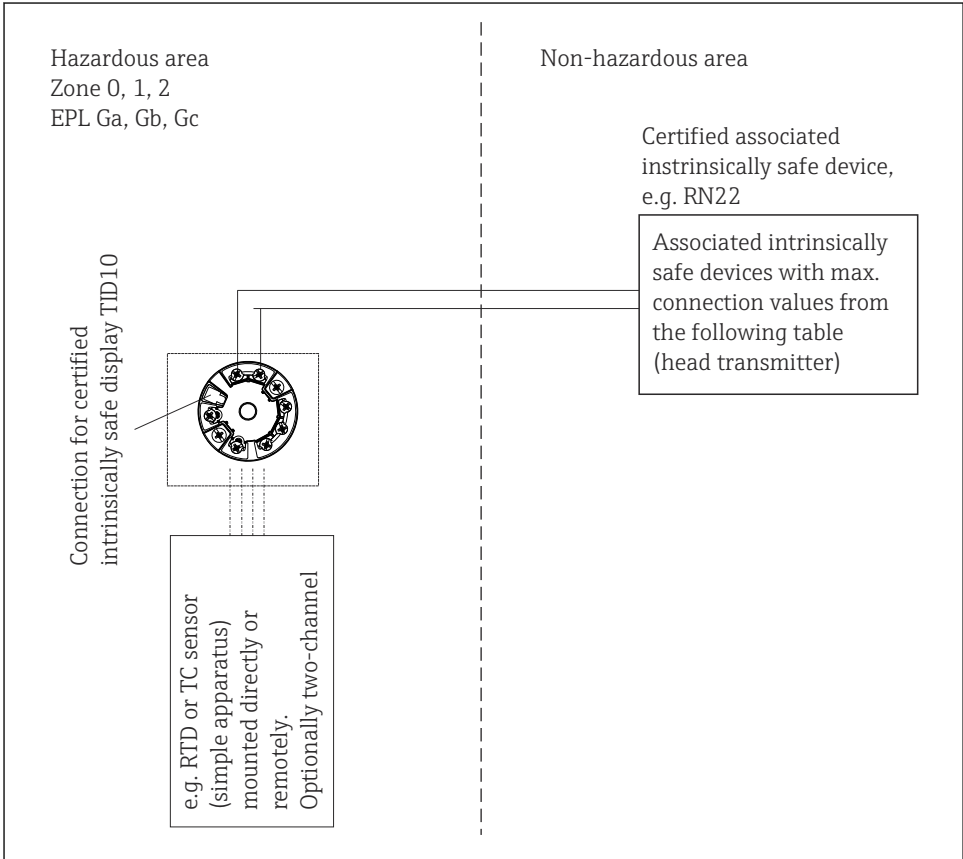 Hazardous area
Zone 0, 1, 2
EPL Ga, Gb, Gc
Non-hazardous area
Certified associated
instrinsically safe device,
e.g. RN22
Associated intrinsically
safe devices with max.
connection values from
the following table
(head transmitter)
Connection for certified
intrinsically safe display TID10
e.g. RTD or TC sensor
(simple apparatus)
mounted directly or
remotely.
Optionally two-channel